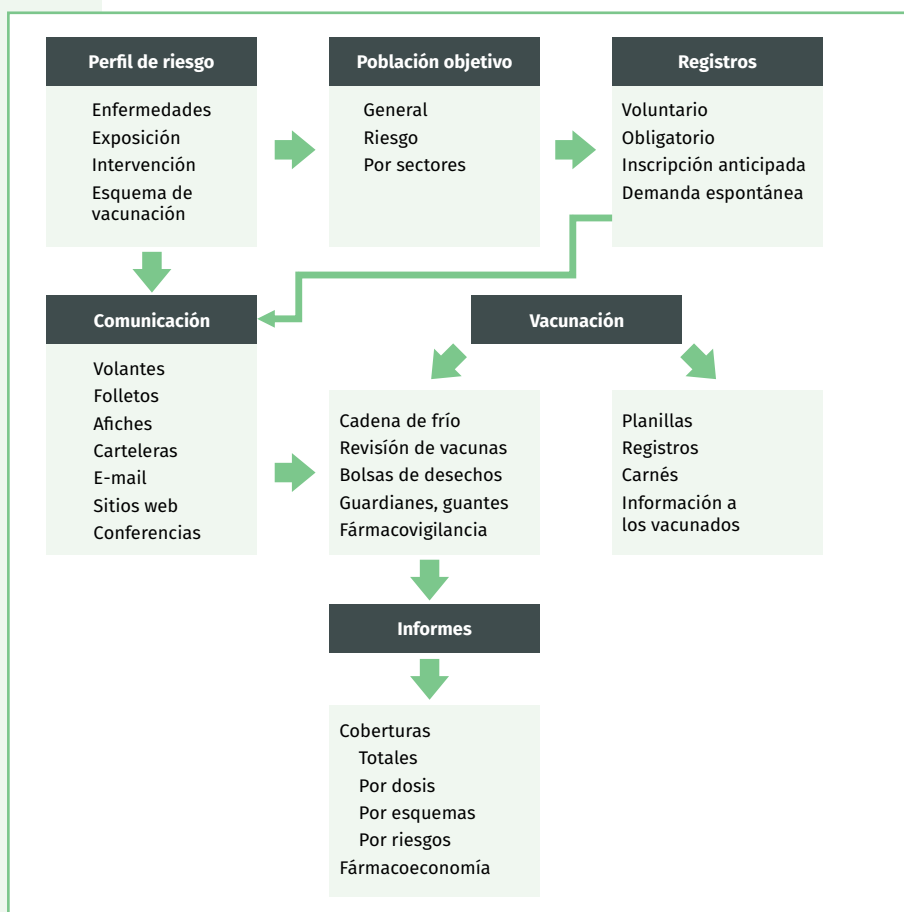 Perfil de riesgo
Enfermedades
Exposición
Intervención
Esquema de
vacunación
Población objetivo
General
Riesgo
Por sectores
Registros
Voluntario
Obligatorio
Inscripción anticipada
Demanda espontánea
Comunicación
Volantes
Folletos
Afiches
Carteleras
E-mail
Sitios web
Conferencias
Vacunación
Cadena de frío
Revisión de vacunas
Bolsas de desechos
Guardianes, guantes
Fármacovigilancia
Planillas
Registros
Carnés
Información a
los vacunados
Informes
Coberturas
Totales
Por dosis
Por esquemas
Por riesgos
Fármacoeconomía